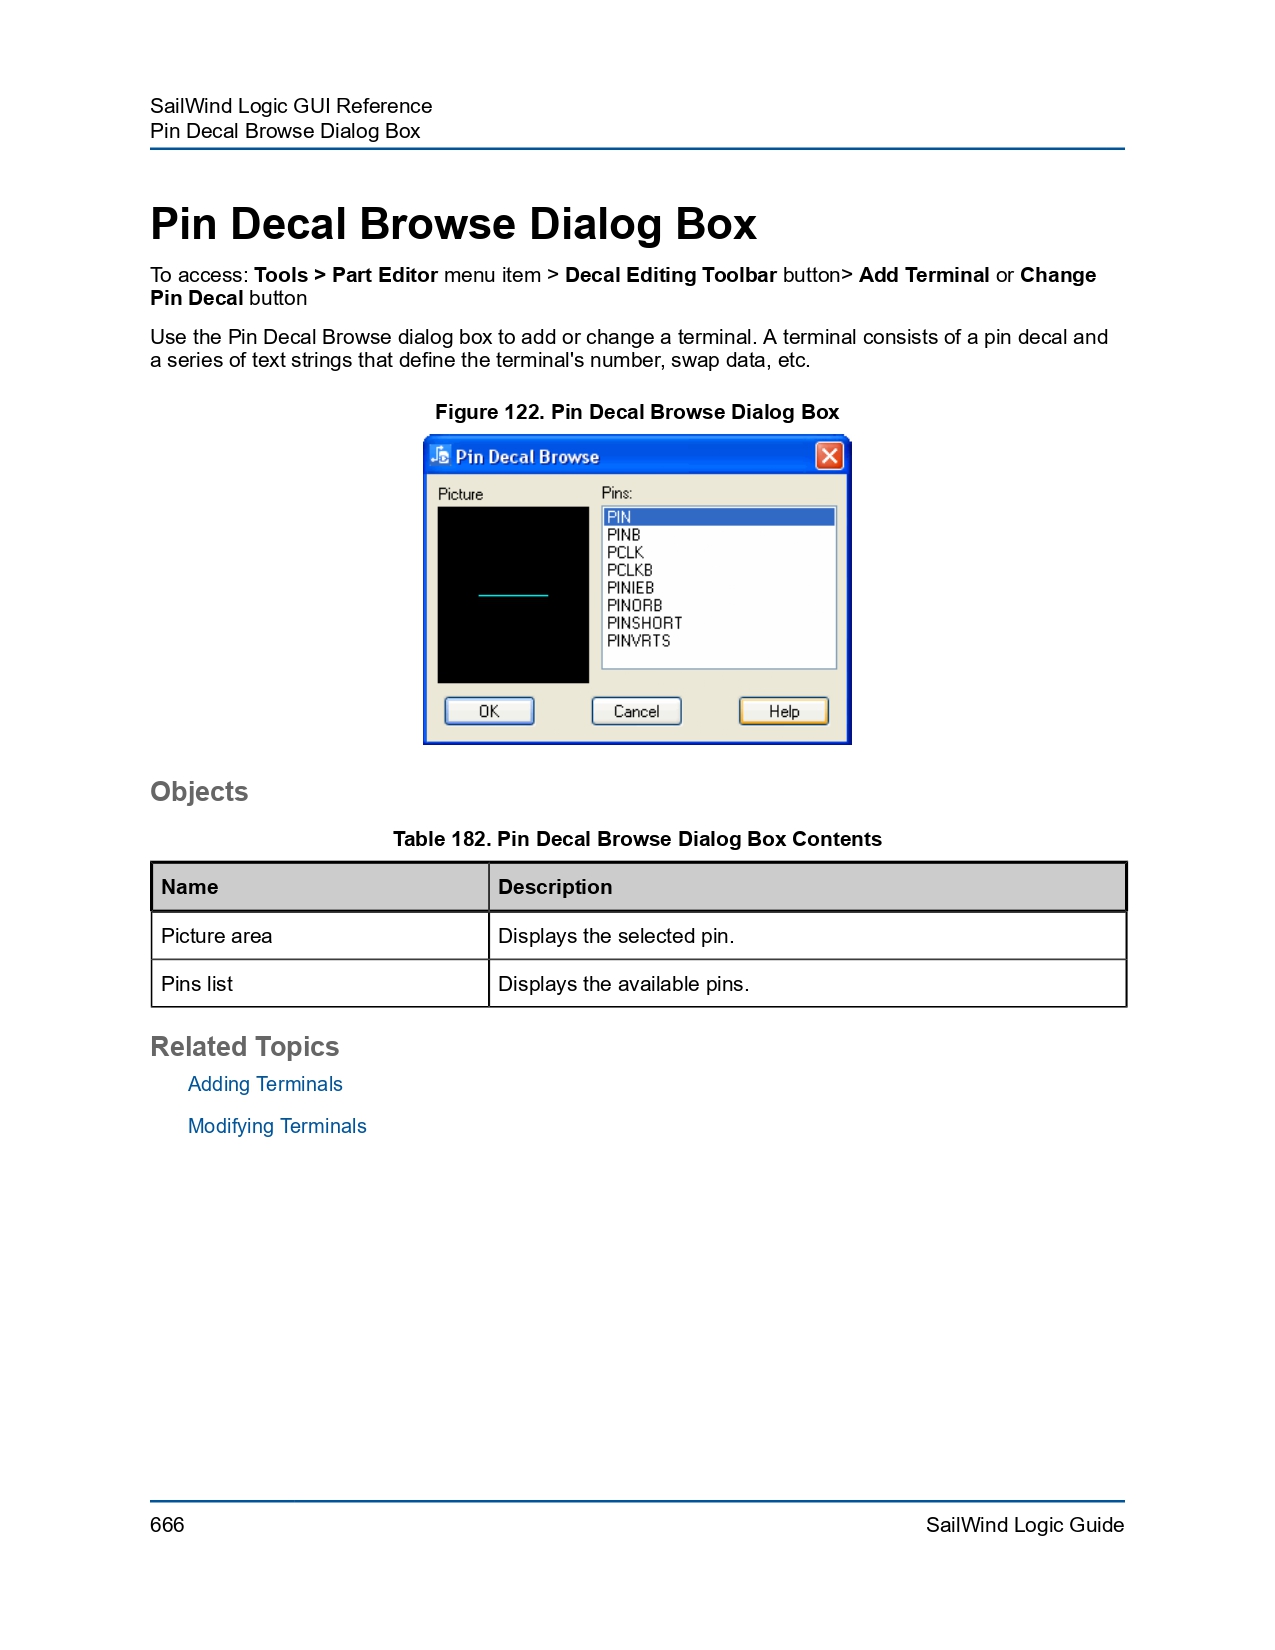 SailWind Logic GUI Reference
Pin Decal Browse Dialog Box
Pin Decal Browse Dialog Box
To access: Tools > Part Editor menu item > Decal Editing Toolbar button> Add Terminal or Change
Pin Decal button
Use the Pin Decal Browse dialog box to add or change a terminal. A terminal consists of a pin decal and
a series of text strings that define the terminal's number, swap data, etc.
Figure 122. Pin Decal Browse Dialog Box
Pin Decal Browse
Picture
Pins:
PIN
PINB
PCLK
PCLKB
PINIEB
PINORB
PINSHORT
PINVRTS
OK
Cancel
Help
Objects
Table 182. Pin Decal Browse Dialog Box Contents
Name
Description
Picture area
Displays the selected pin.
Pins list
Displays the available pins.
Related Topics
Adding Terminals
Modifying Terminals
666
SailWind Logic Guide